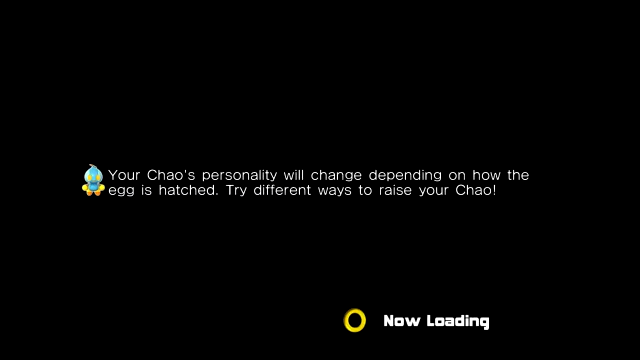 Your Chao's personality will change depending on how the
egg is hatched. Try different ways to raise your Chao!
Now Loading